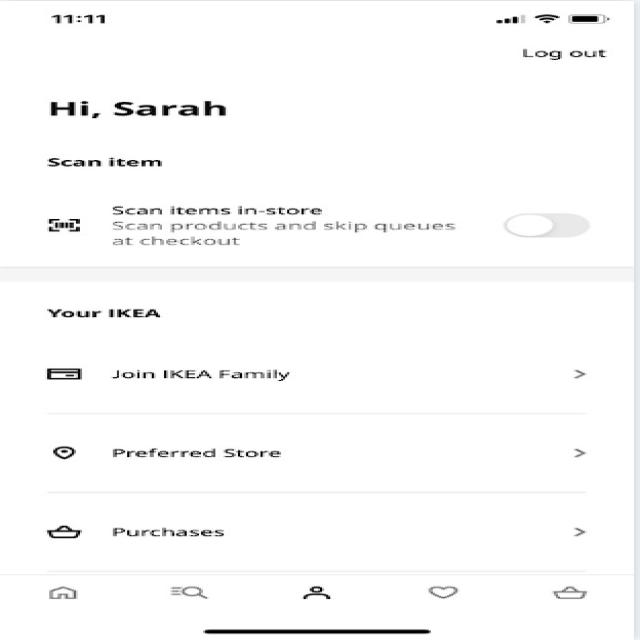 11:11
Log out
Hi, Sarah
Scan item
Scan items in-store
Scan products and skip queues
at checkout
Your IKEA
Join IKEA Family
Preferred Store
Purchases